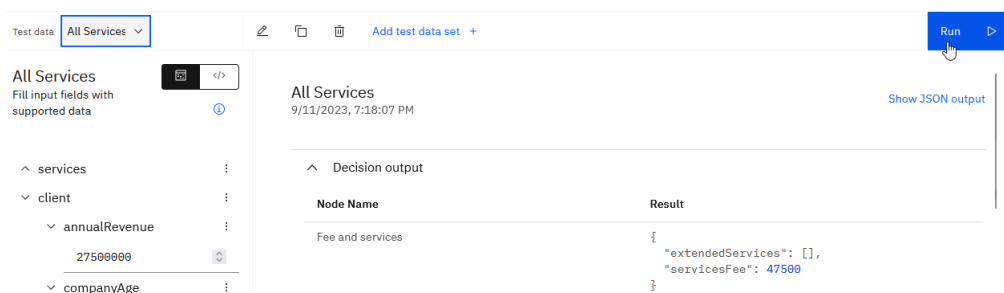 Test data All Services Add test data set + Run
All Services </>
Fill input fields with
supported data
services
client
annualRevenue
27500000
companyAge
All Services
9/11/2023, 7:18:07 PM
Show JSON output
Decision output
Node Name Result
Fee and services
{
"extendedServices": [],
"servicesFee": 47500
}